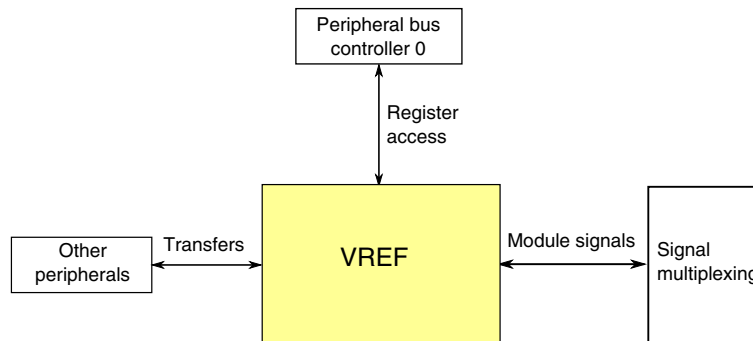 Peripheral bus
controller 0
Register
access
Other
peripherals
Transfers
VREF
Module signals
Signal
multiplexing